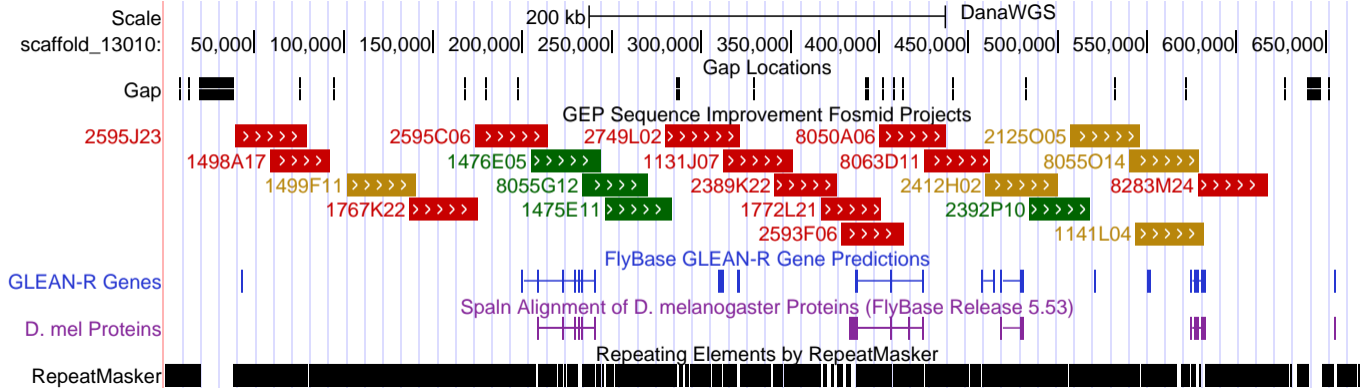 Scale 200 kb DanaWGS
scaffold_13010: 50,000 100,000 150,000 200,000 250,000 300,000 350,000 400,000 450,000 500,000 550,000 600,000 650,000
Gap Locations
Gap
GEP Sequence Improvement Fosmid Projects
2595J23 2595C06 2749L02 8050A06 2125O05
1498A17 1476E05 1131J07 8063D11 8055O14
1499F11 8055G12 2389K22 2412H02 8283M24
1767K22 1475E11 1772L21 2392P10
2593F06 1141L04
FlyBase GLEAN-R Gene Predictions
GLEAN-R Genes
Spaln Alignment of D. melanogaster Proteins (FlyBase Release 5.53)
D. mel Proteins
Repeating Elements by RepeatMasker
RepeatMasker